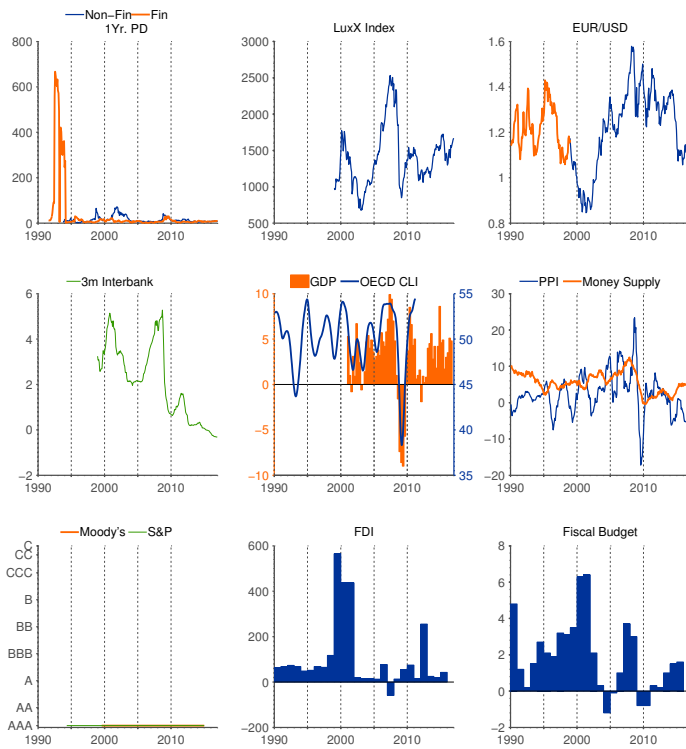 Non-Fin Fin
1Yr. PD
800
600
400
200
0
1990 2000 2010
LuxX Index
3000
2500
2000
1500
1000
500
1990 2000 2010
EUR/USD
1.6
1.4
1.2
1
0.8
1990 2000 2010
3m Interbank
6
4
2
0
−2
1990 2000 2010
GDP OECD CLI
10
5
0
−5
−10
55
50
45
40
35
1990 2000 2010
PPI Money Supply
30
20
10
0
−10
−20
1990 2000 2010
Moody's S&P
C
CC
CCC
B
BB
BBB
A
AA
AAA
1990 2000 2010
FDI
600
400
200
0
−200
1990 2000 2010
Fiscal Budget
8
6
4
2
0
−2
1990 2000 2010